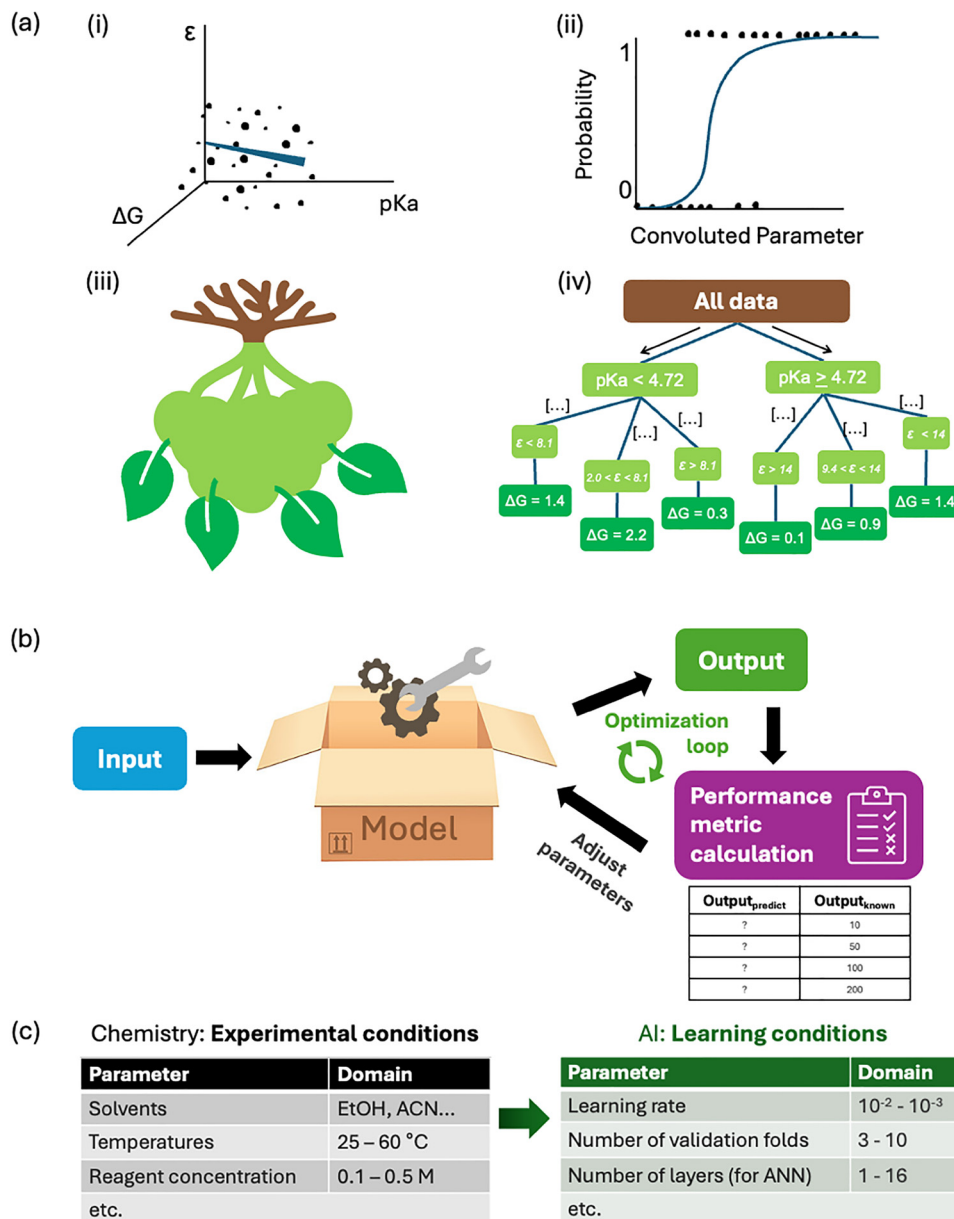 (a)
(i)
ε
ΔG
pKa
(ii)
1
Probability
0
Convoluted Parameter
(iii)
(iv)
All data
pKa < 4.72
pKa ≥ 4.72
[...]
[...]
[...]
[...]
[...]
[...]
ε < 8.1
2.0 < ε < 8.1
ε > 8.1
ε > 14
9.4 < ε < 14
ε < 14
ΔG = 1.4
ΔG = 2.2
ΔG = 0.3
ΔG = 0.1
ΔG = 0.9
ΔG = 1.4
(b)
Input
Model
Output
Optimization
loop
Performance
metric
calculation
Adjust
parameters
Output_predict Output_known
? 10
? 50
? 100
? 200
(c)
Chemistry: Experimental conditions
Parameter Domain
Solvents EtOH, ACN...
Temperatures 25 – 60 °C
Reagent concentration 0.1 – 0.5 M
etc.
AI: Learning conditions
Parameter Domain
Learning rate 10⁻² - 10⁻³
Number of validation folds 3 - 10
Number of layers (for ANN) 1 - 16
etc.